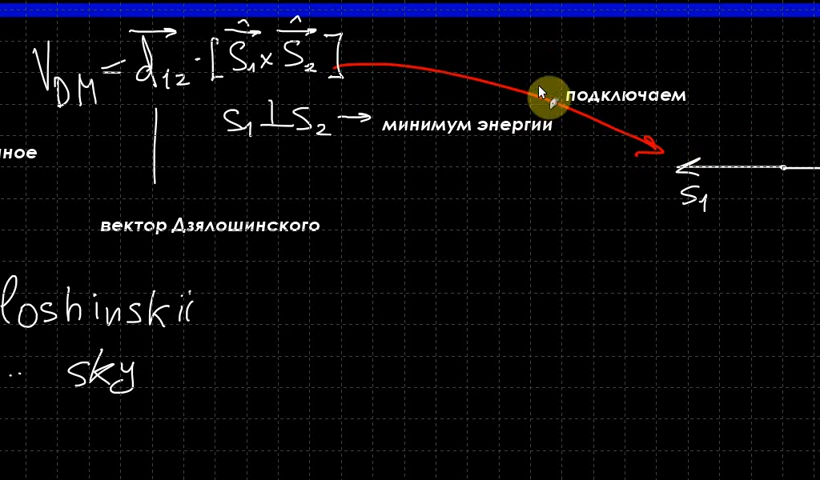 V_DM = d_12 · [S_1 × S_2]
подключаем
S_1 ⊥ S_2 → минимум энергии
ное
S_1
вектор Дзялошинского
loshinskii
.. sky